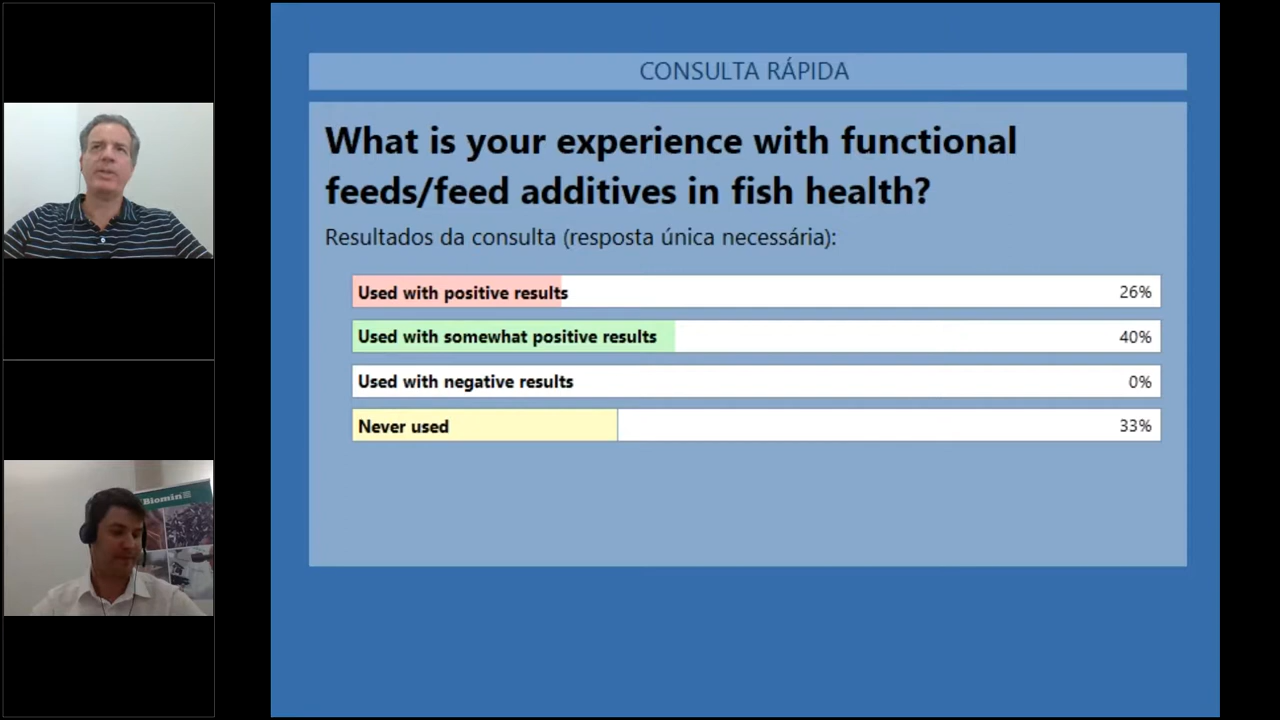 CONSULTA RÁPIDA
What is your experience with functional
feeds/feed additives in fish health?
Resultados da consulta (resposta única necessária):
Used with positive results 26%
Used with somewhat positive results 40%
Used with negative results 0%
Never used 33%
Biomin